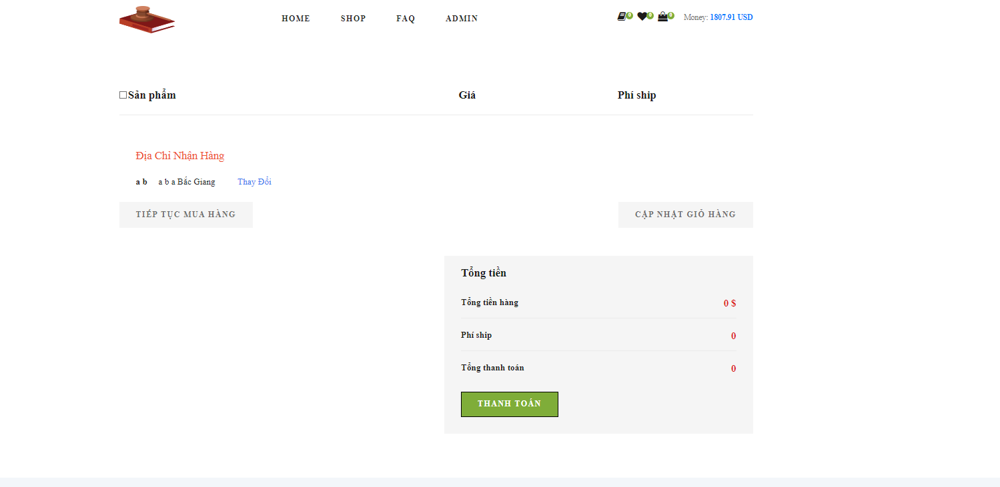 HOME SHOP FAQ ADMIN 0 0 0 Money: 1807.91 USD
Sản phẩm Giá Phí ship
Địa Chỉ Nhận Hàng
a b a b a Bắc Giang Thay Đổi
TIẾP TỤC MUA HÀNG CẬP NHẬT GIỎ HÀNG
Tổng tiền
Tổng tiền hàng 0 $
Phí ship 0
Tổng thanh toán 0
THANH TOÁN